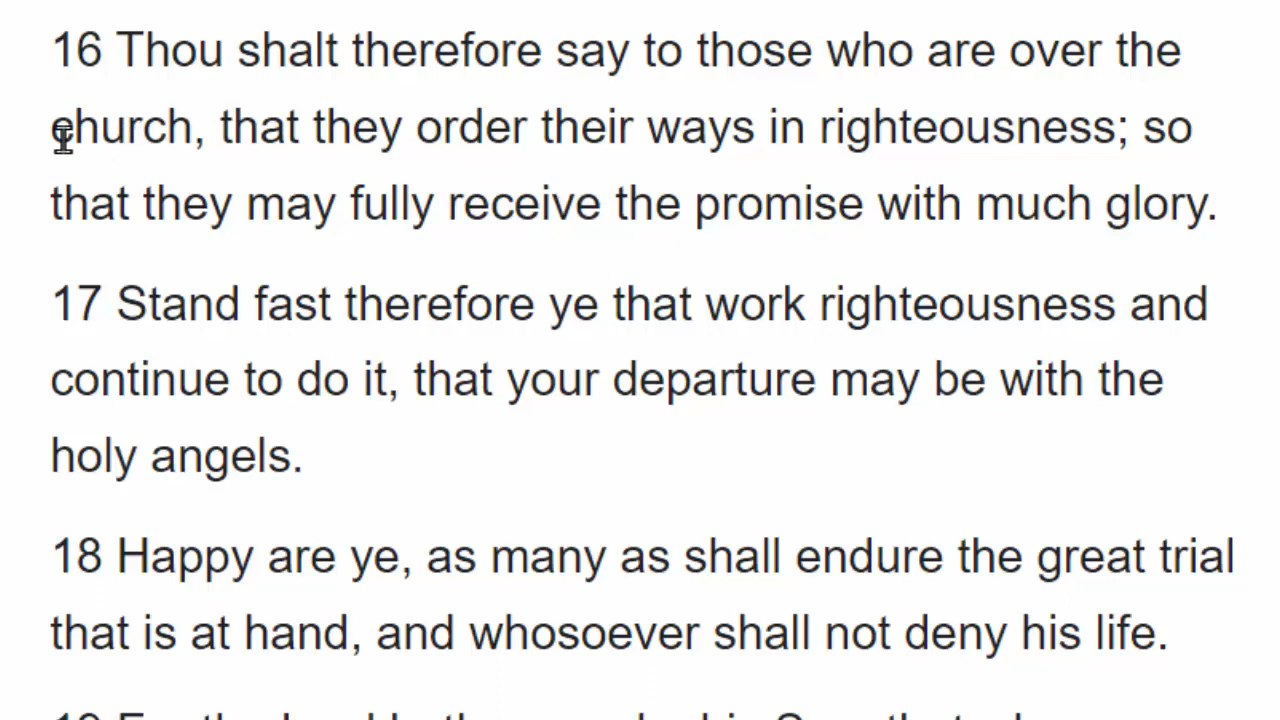 16 Thou shalt therefore say to those who are over the
church, that they order their ways in righteousness; so
that they may fully receive the promise with much glory.
17 Stand fast therefore ye that work righteousness and
continue to do it, that your departure may be with the
holy angels.
18 Happy are ye, as many as shall endure the great trial
that is at hand, and whosoever shall not deny his life.